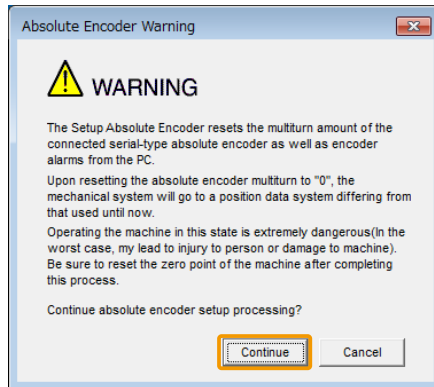 Absolute Encoder Warning
WARNING
The Setup Absolute Encoder resets the multiturn amount of the
connected serial-type absolute encoder as well as encoder
alarms from the PC.
Upon resetting the absolute encoder multiturn to "0", the
mechanical system will go to a position data system differing from
that used until now.
Operating the machine in this state is extremely dangerous(In the
worst case, my lead to injury to person or damage to machine).
Be sure to reset the zero point of the machine after completing
this process.
Continue absolute encoder setup processing?
Continue
Cancel